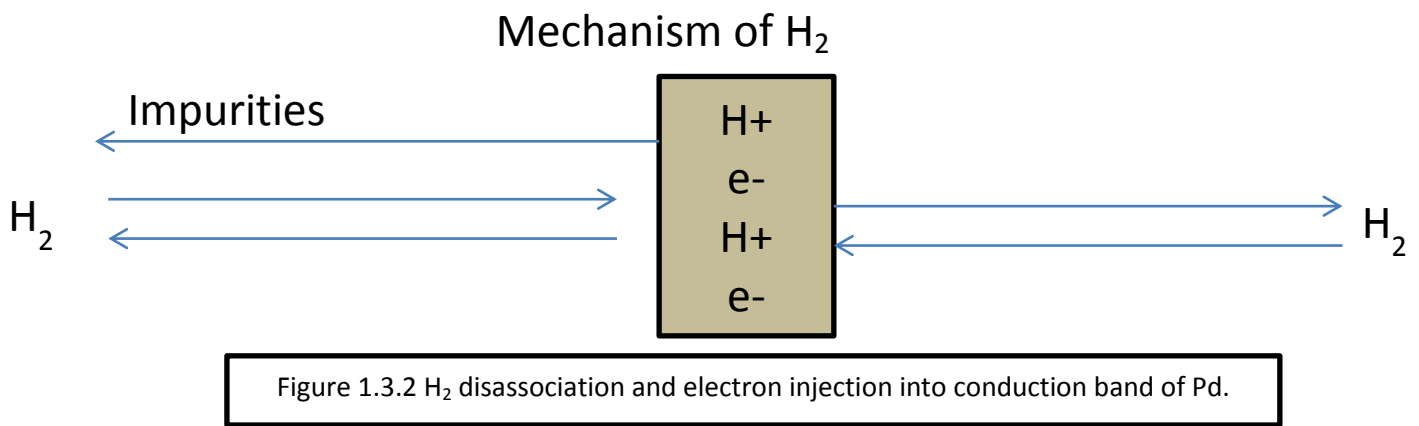 Mechanism of H₂
Impurities
H₂
H+
e-
H+
e-
H₂
Figure 1.3.2 H₂ disassociation and electron injection into conduction band of Pd.